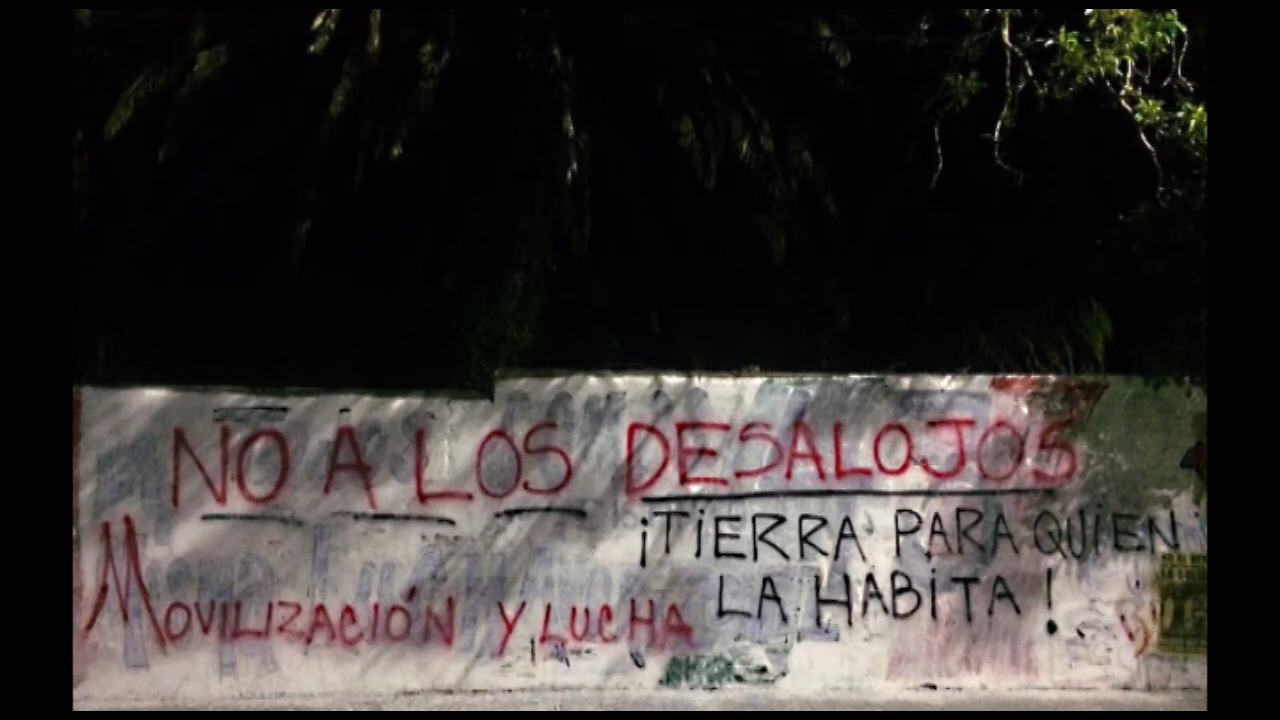 NO A LOS DESALOJOS
¡TIERRA PARA QUIEN
LA HABITA!
MOVILIZACIÓN Y LUCHA